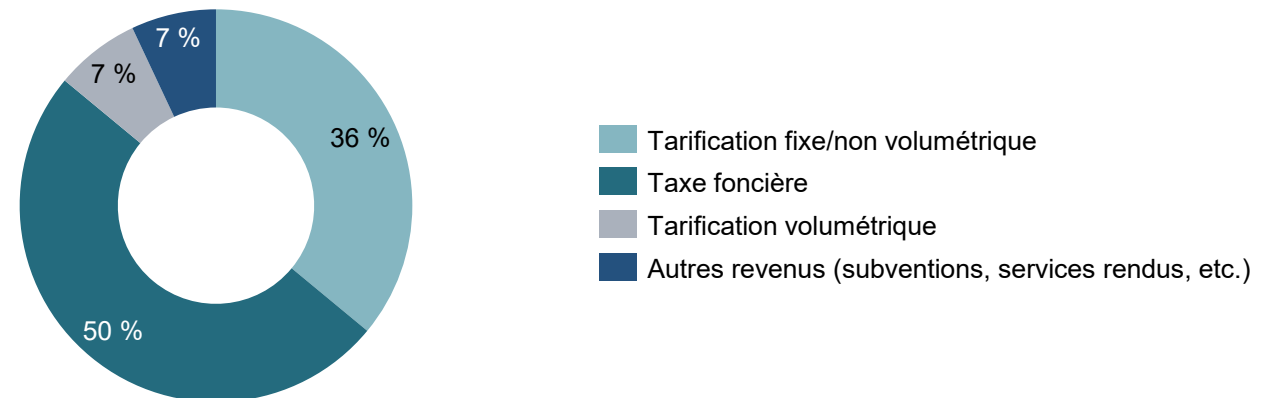 7 %
7 %
36 %
50 %
Tarification fixe/non volumétrique
Taxe foncière
Tarification volumétrique
Autres revenus (subventions, services rendus, etc.)